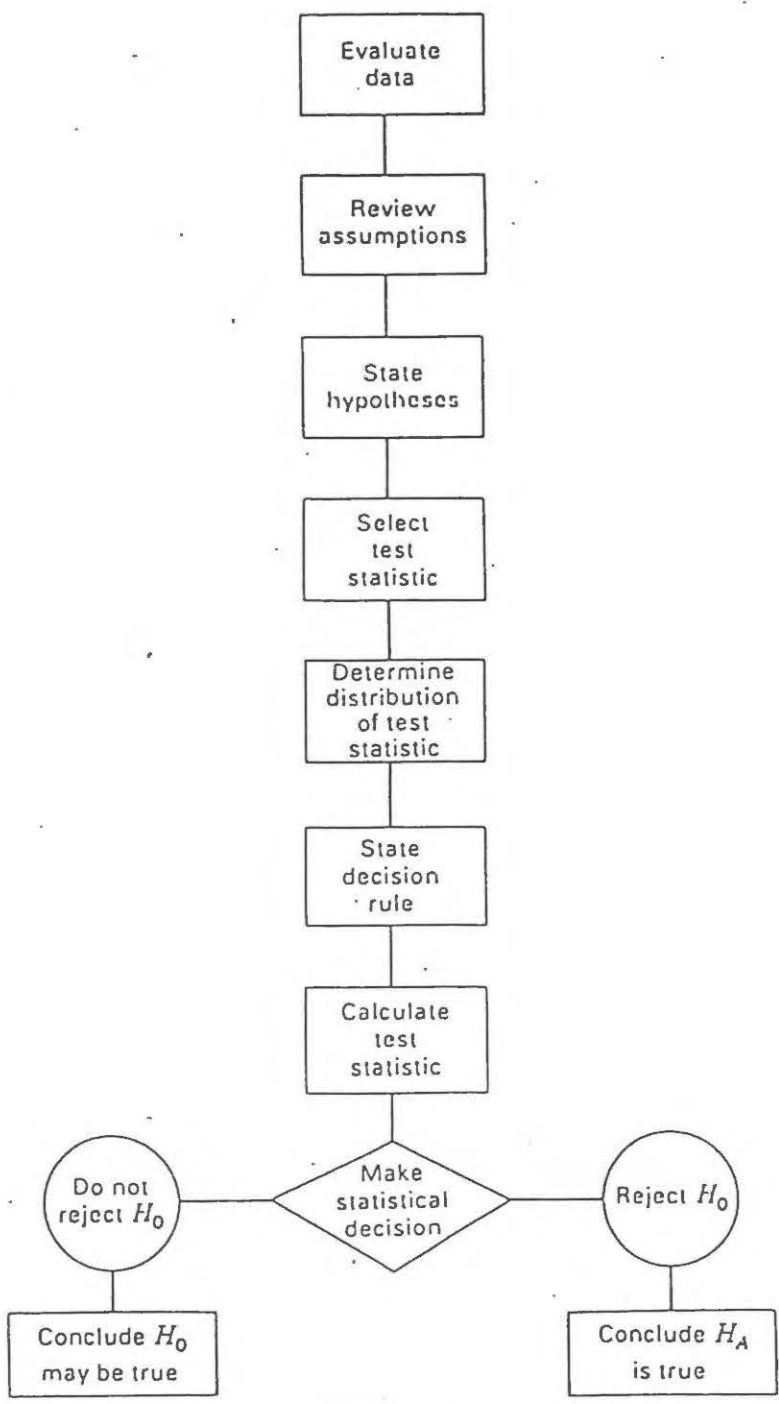 Evaluate
data
Review
assumptions
State
hypotheses
Select
test
statistic
Determine
distribution
of test
statistic
State
decision
rule
Calculate
test
statistic
Make
statistical
decision
Do not
reject H₀
Conclude H₀
may be true
Reject H₀
Conclude H_A
is true